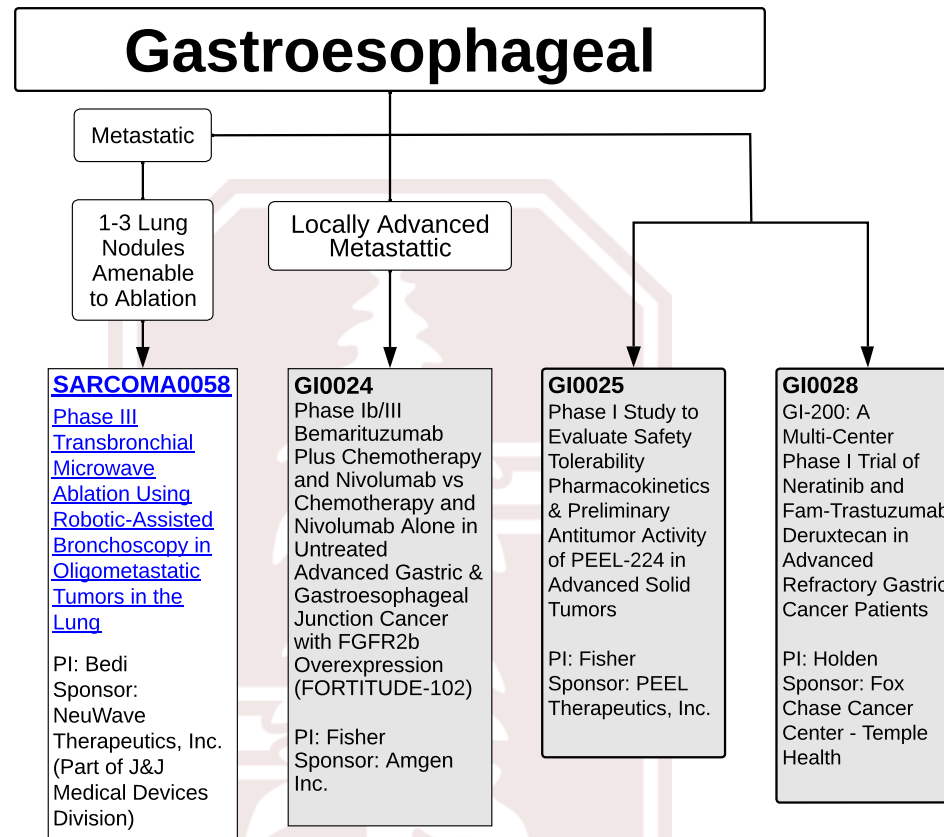 Gastroesophageal
Metastatic
1-3 Lung
Nodules
Amenable
to Ablation
Locally Advanced
Metastattic
SARCOMA0058
Phase III
Transbronchial
Microwave
Ablation Using
Robotic-Assisted
Bronchoscopy in
Oligometastatic
Tumors in the
Lung
PI: Bedi
Sponsor:
NeuWave
Therapeutics, Inc.
(Part of J&J
Medical Devices
Division)
GI0024
Phase Ib/III
Bemarituzumab
Plus Chemotherapy
and Nivolumab vs
Chemotherapy and
Nivolumab Alone in
Untreated
Advanced Gastric &
Gastroesophageal
Junction Cancer
with FGFR2b
Overexpression
(FORTITUDE-102)
PI: Fisher
Sponsor: Amgen
Inc.
GI0025
Phase I Study to
Evaluate Safety
Tolerability
Pharmacokinetics
& Preliminary
Antitumor Activity
of PEEL-224 in
Advanced Solid
Tumors
PI: Fisher
Sponsor: PEEL
Therapeutics, Inc.
GI0028
GI-200: A
Multi-Center
Phase I Trial of
Neratinib and
Fam-Trastuzumab
Deruxtecan in
Advanced
Refractory Gastric
Cancer Patients
PI: Holden
Sponsor: Fox
Chase Cancer
Center - Temple
Health